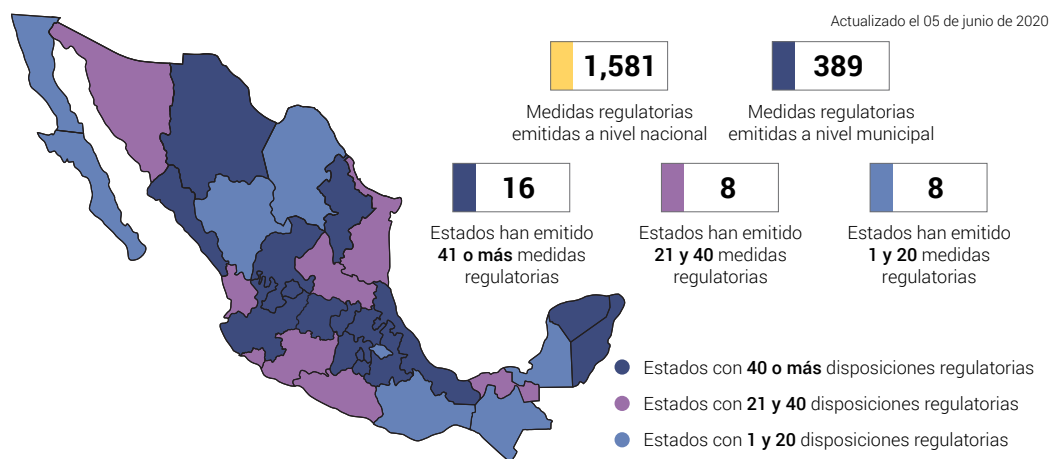 Actualizado el 05 de junio de 2020
1,581
Medidas regulatorias
emitidas a nivel nacional
389
Medidas regulatorias
emitidas a nivel municipal
16
Estados han emitido
41 o más medidas
regulatorias
8
Estados han emitido
21 y 40 medidas
regulatorias
8
Estados han emitido
1 y 20 medidas
regulatorias
Estados con 40 o más disposiciones regulatorias
Estados con 21 y 40 disposiciones regulatorias
Estados con 1 y 20 disposiciones regulatorias